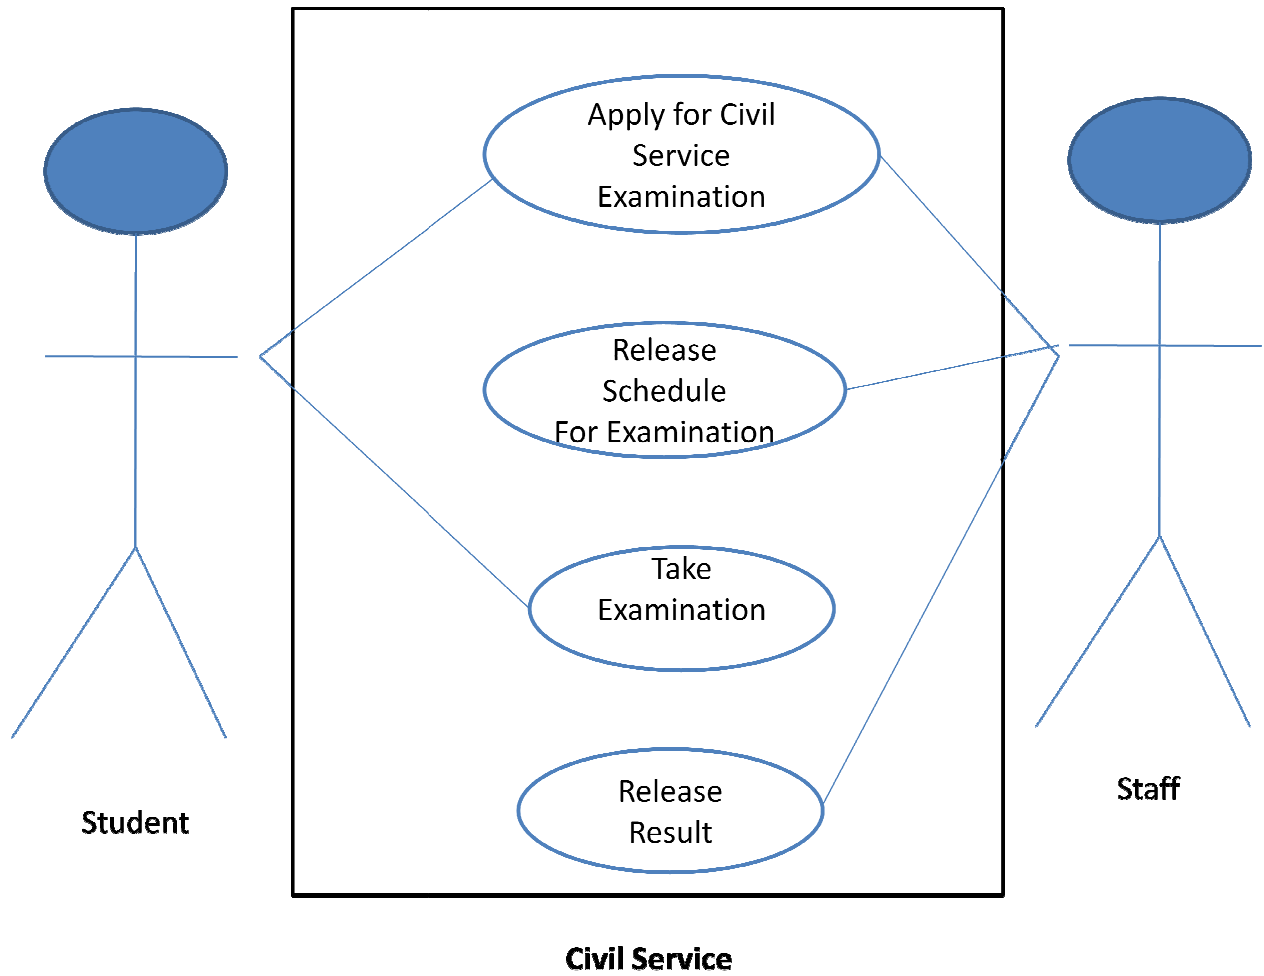 Apply for Civil
Service
Examination
Release
Schedule
For Examination
Take
Examination
Release
Result
Student
Staff
Civil Service